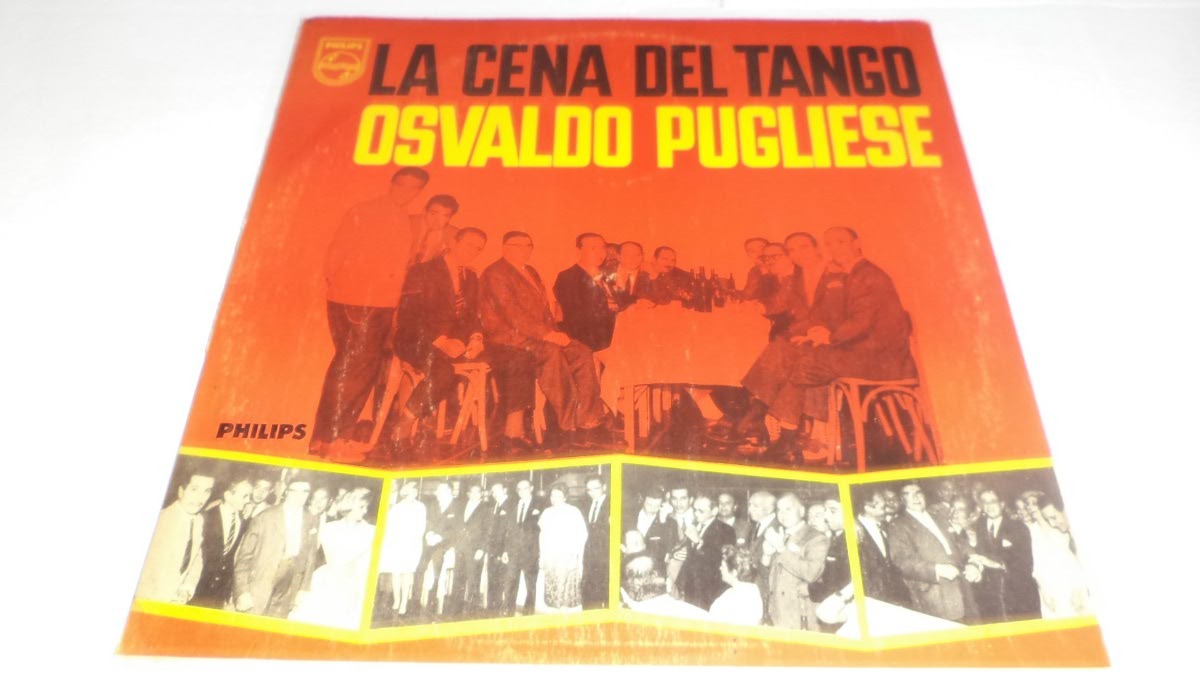 PHILIPS
LA CENA DEL TANGO
OSVALDO PUGLIESE
PHILIPS